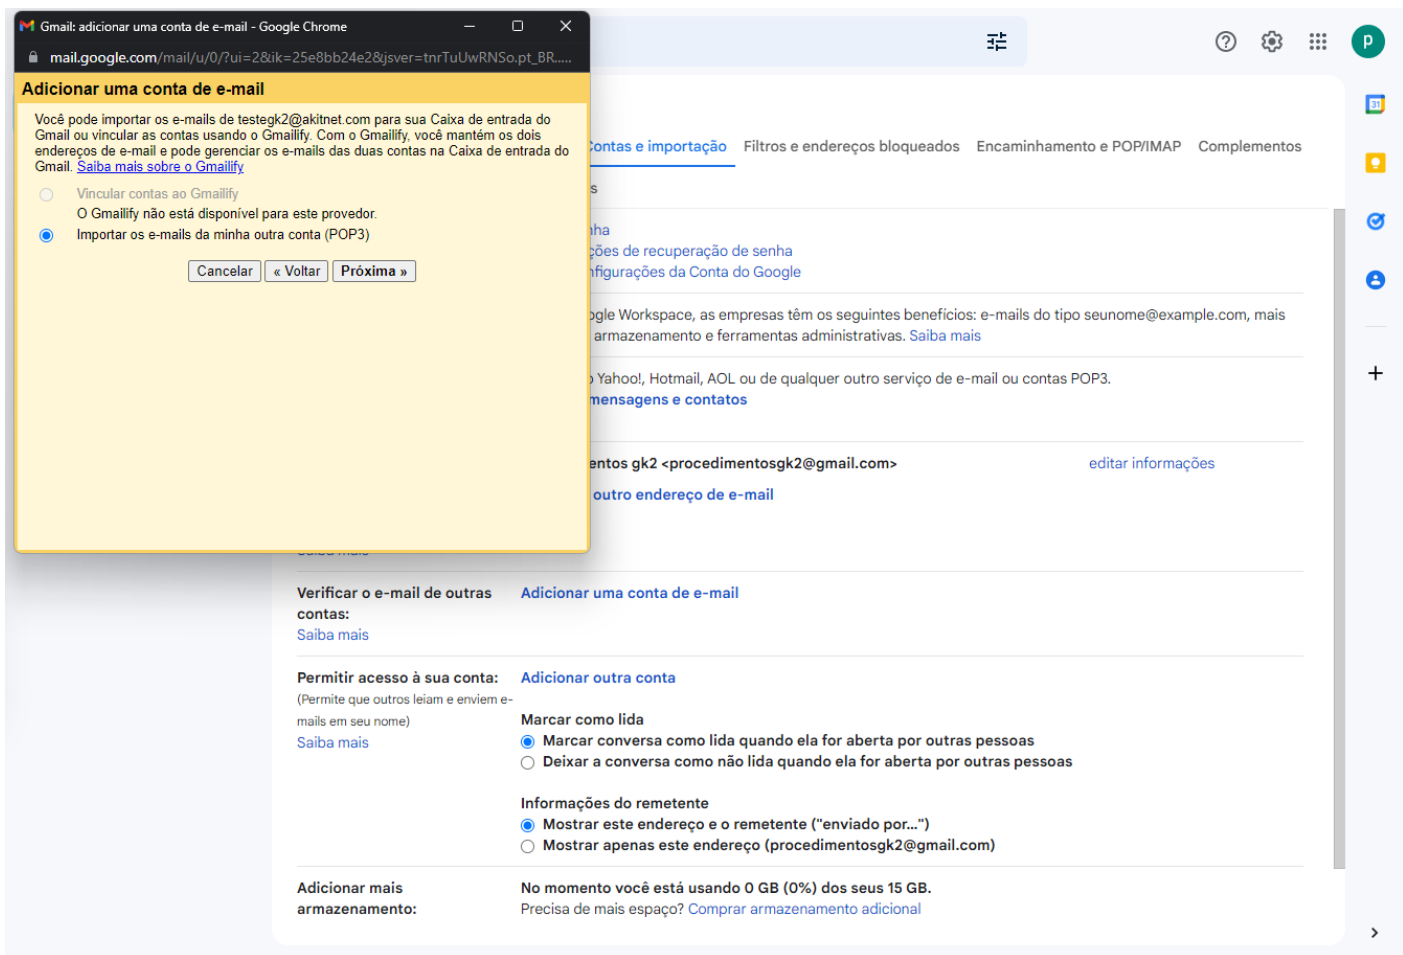 Gmail: adicionar uma conta de e-mail - Google Chrome
mail.google.com/mail/u/0/?ui=2&ik=25e8bb24e2&jsver=tnrTuUwRNSo.pt_BR.....
Adicionar uma conta de e-mail
Você pode importar os e-mails de testegk2@akitnet.com para sua Caixa de entrada do
Gmail ou vincular as contas usando o Gmailify. Com o Gmailify, você mantém os dois
endereços de e-mail e pode gerenciar os e-mails das duas contas na Caixa de entrada do
Gmail. Saiba mais sobre o Gmailify
Vincular contas ao Gmailify
O Gmailify não está disponível para este provedor.
Importar os e-mails da minha outra conta (POP3)
Cancelar « Voltar Próxima »
p
31
Contas e importação Filtros e endereços bloqueados Encaminhamento e POP/IMAP Complementos
s
nha
ções de recuperação de senha
nfigurações da Conta do Google
ogle Workspace, as empresas têm os seguintes benefícios: e-mails do tipo seunome@example.com, mais
armazenamento e ferramentas administrativas. Saiba mais
o Yahoo!, Hotmail, AOL ou de qualquer outro serviço de e-mail ou contas POP3.
mensagens e contatos
entos gk2 <procedimentosgk2@gmail.com> editar informações
outro endereço de e-mail
Saiba mais
Verificar o e-mail de outras contas:
Adicionar uma conta de e-mail
Saiba mais
Permitir acesso à sua conta: Adicionar outra conta
(Permite que outros leiam e enviem e-
mails em seu nome)
Saiba mais
Marcar como lida
Marcar conversa como lida quando ela for aberta por outras pessoas
Deixar a conversa como não lida quando ela for aberta por outras pessoas
Informações do remetente
Mostrar este endereço e o remetente ("enviado por...")
Mostrar apenas este endereço (procedimentosgk2@gmail.com)
Adicionar mais
armazenamento:
No momento você está usando 0 GB (0%) dos seus 15 GB.
Precisa de mais espaço? Comprar armazenamento adicional